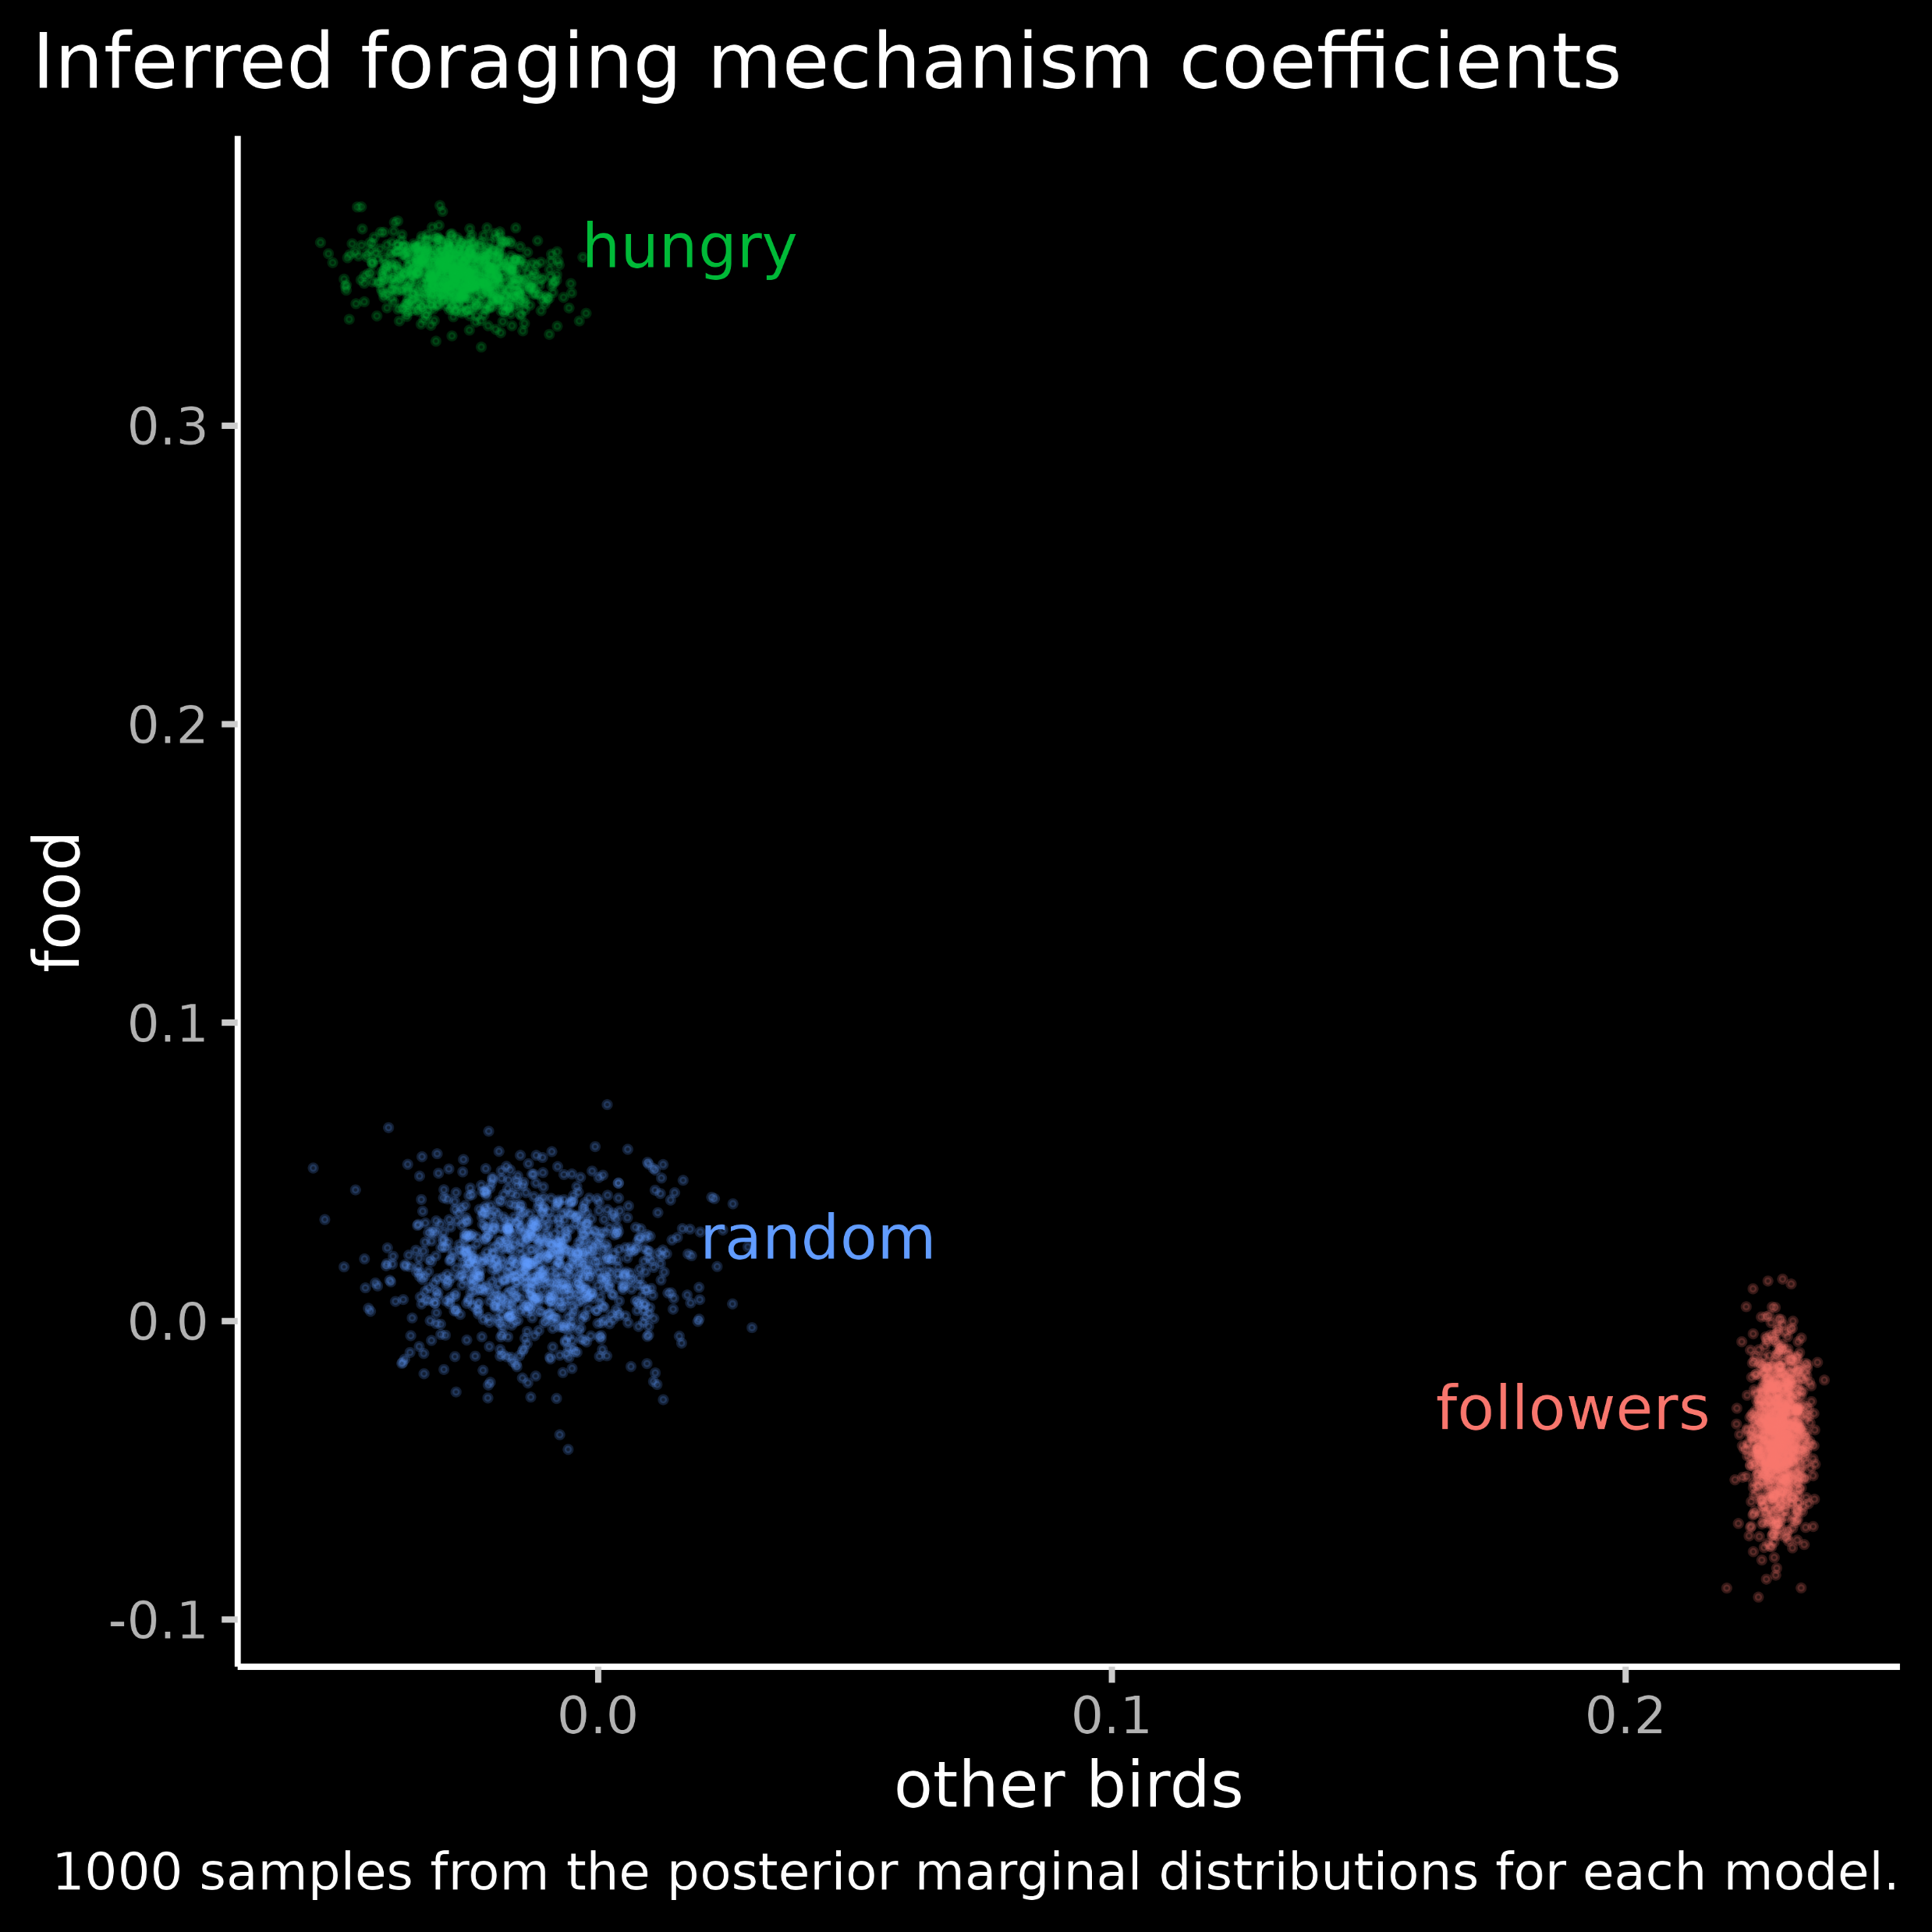 Inferred foraging mechanism coefficients
hungry
0.3
0.2
food
0.1
random
0.0
followers
-0.1
0.0 0.1 0.2
other birds
1000 samples from the posterior marginal distributions for each model.